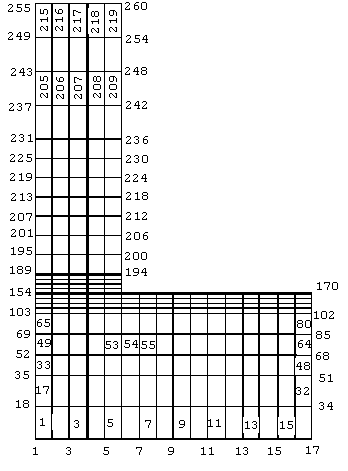 255 215 216 217 218 219 260
249 254
243 205 206 207 208 209 248
237 242
231 236
225 230
219 224
213 218
207 212
201 206
195 200
189 194
154 170
103 65 80 102
69 85
49 53 54 55 64
52 68
33 48
35 51
17 32
18 34
1 3 5 7 9 11 13 15
1 3 5 7 9 11 13 15 17